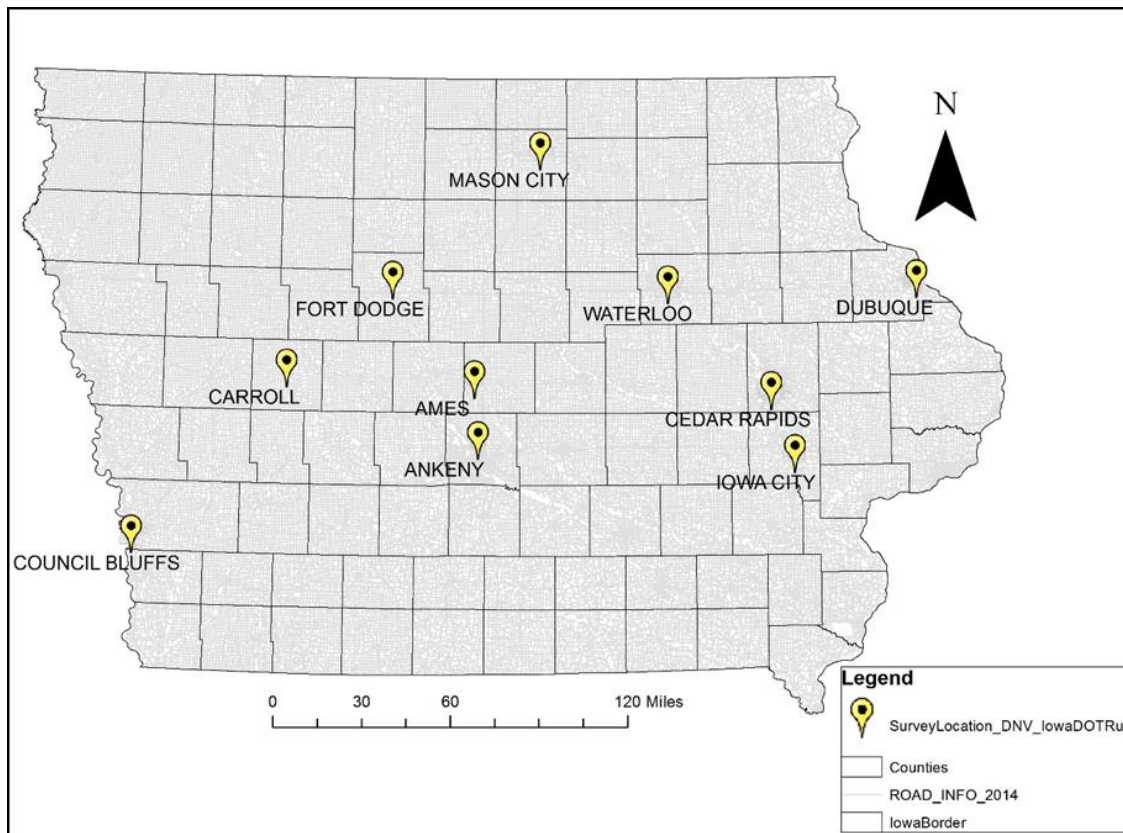 N
MASON CITY
FORT DODGE
WATERLOO
DUBUQUE
CARROLL
AMES
CEDAR RAPIDS
ANKENY
IOWA CITY
COUNCIL BLUFFS
0 30 60 120 Miles
Legend
SurveyLocation_DNV_IowaDOTRu
Counties
ROAD_INFO_2014
IowaBorder